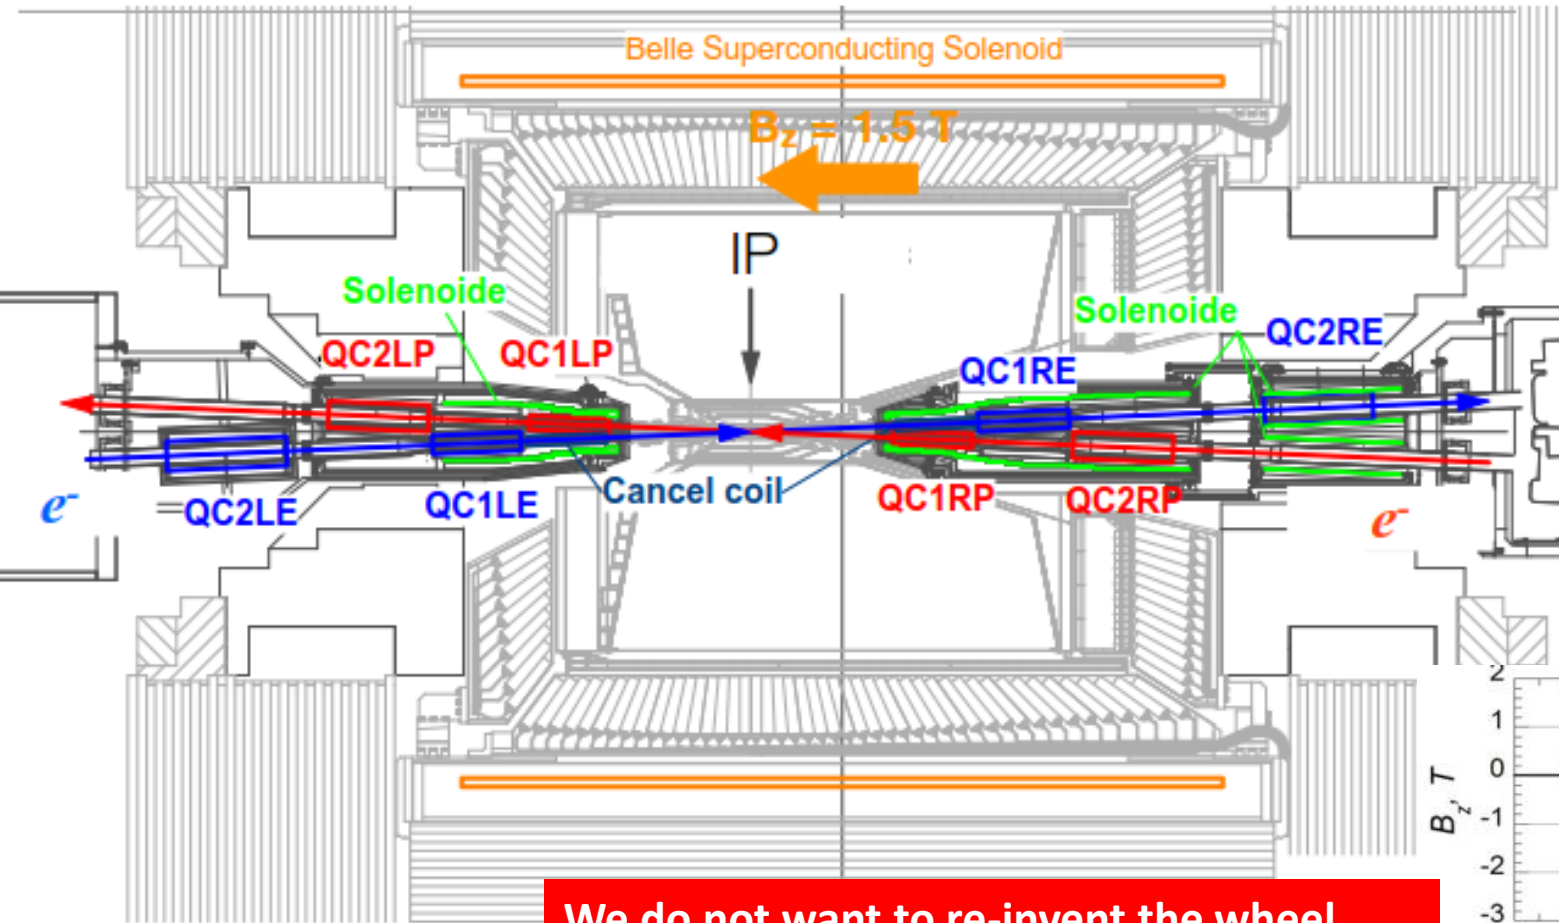 Belle Superconducting Solenoid
Bz = 1.5 T
IP
Solenoide
Solenoide
QC2RE
QC2LP
QC1LP
QC1RE
Cancel coil
QC2LE
QC1LE
QC1RP
QC2RP
e-
e-
2
1
0
-1
-2
-3
Bz, T
We do not want to re-invent the wheel